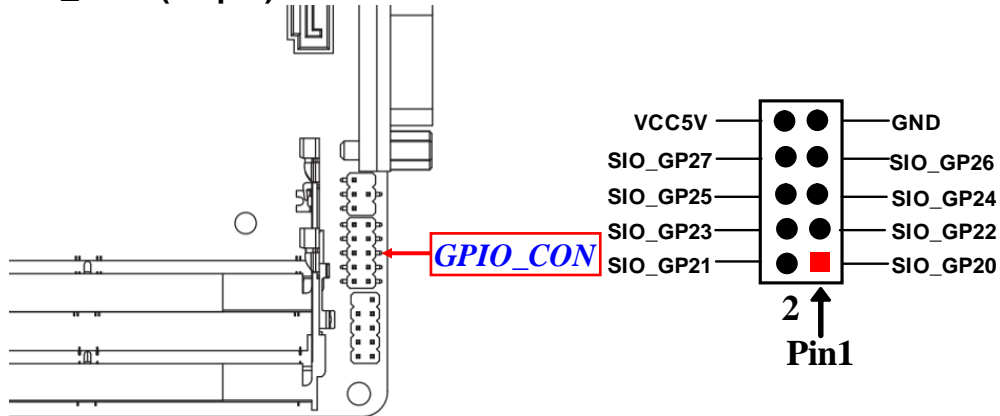 VCC5V GND
SIO_GP27 SIO_GP26
SIO_GP25 SIO_GP24
SIO_GP23 SIO_GP22
GPIO_CON
SIO_GP21 SIO_GP20
2
Pin1